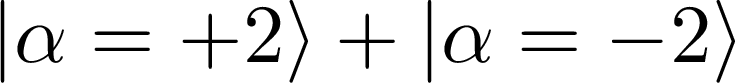 |α = +2⟩ + |α = −2⟩